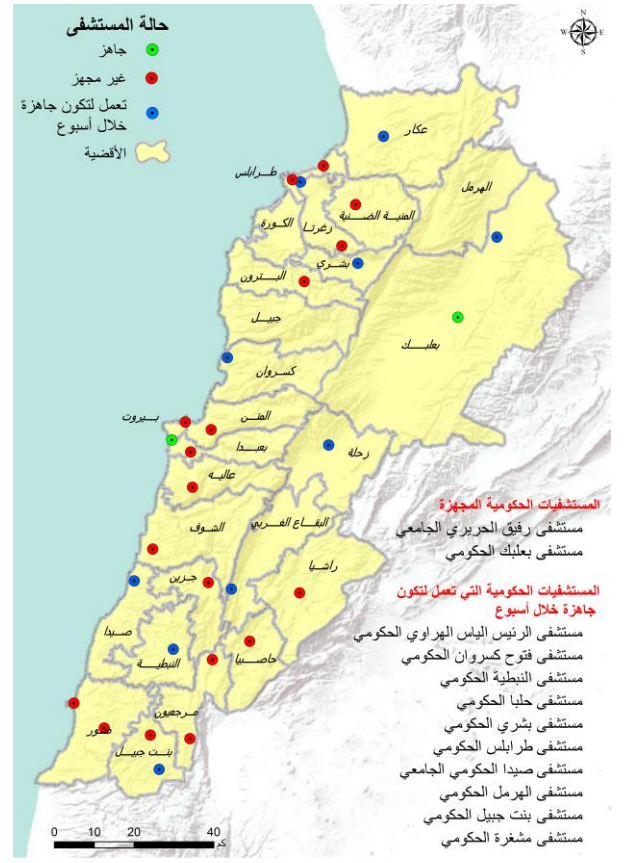 حالة المستشفى
جاهز
غير مجهز
تعمل لتكون جاهزة
خلال أسبوع
الأقضية
N
W
E
S
عكار
طرابلس
الهرمل
المنية الضنية
زغرتا
الكورة
بشري
البترون
جبيل
بعلبك
كسروان
بيروت
المتن
بعبدا
زحلة
عاليه
الشوف
البقاع الغربي
راشيا
جزين
صيدا
حاصبيا
النبطية
مرجعيون
صور
بنت جبيل
المستشفيات الحكومية المجهزة
مستشفى رفيق الحريري الجامعي
مستشفى بعلبك الحكومي
المستشفيات الحكومية التي تعمل لتكون
جاهزة خلال أسبوع
مستشفى الرئيس الياس الهراوي الحكومي
مستشفى فتوح كسروان الحكومي
مستشفى النبطية الحكومي
مستشفى حلبا الحكومي
مستشفى بشري الحكومي
مستشفى طرابلس الحكومي
مستشفى صيدا الحكومي الجامعي
مستشفى الهرمل الحكومي
مستشفى بنت جبيل الحكومي
مستشفى مشغرة الحكومي
0 10 20 40
كم